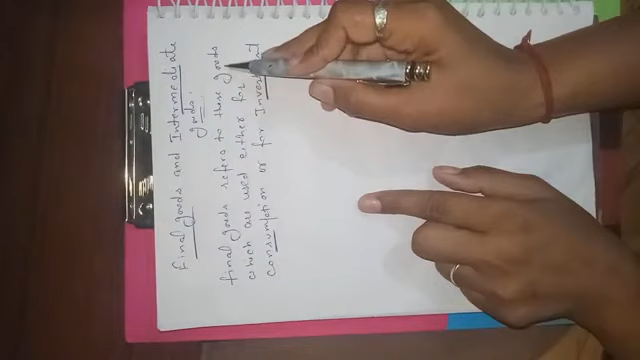 Final goods and Intermediate
goods:
final goods refers to those goods
which are used either for
consumption or for